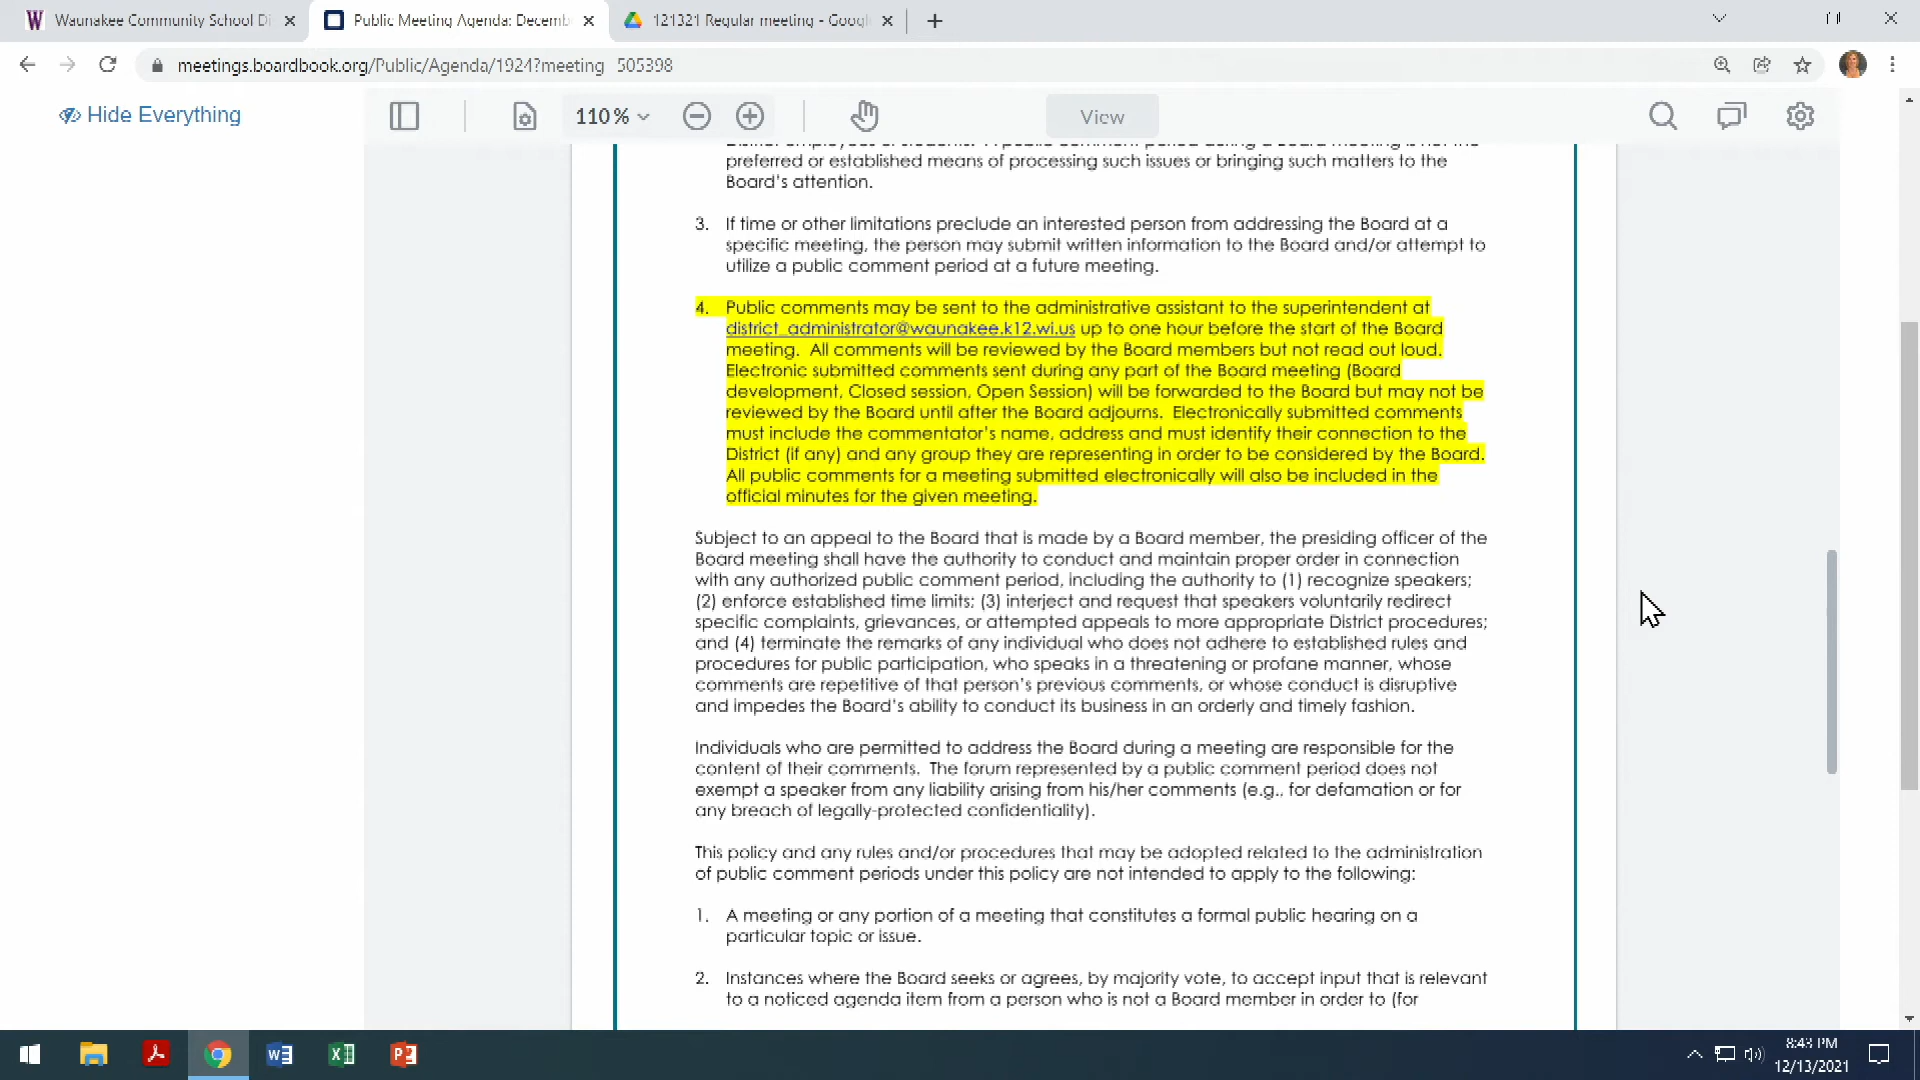 Waunakee Community School Di
Public Meeting Agenda: Decemb
121321 Regular meeting - Googl
meetings.boardbook.org/Public/Agenda/1924?meeting 505398
Hide Everything
110 %
View
preferred or established means of processing such issues or bringing such matters to the
Board's attention.
3. If time or other limitations preclude an interested person from addressing the Board at a
specific meeting, the person may submit written information to the Board and/or attempt to
utilize a public comment period at a future meeting.
4. Public comments may be sent to the administrative assistant to the superintendent at
district_administrator@waunakee.k12.wi.us up to one hour before the start of the Board
meeting. All comments will be reviewed by the Board members but not read out loud.
Electronic submitted comments sent during any part of the Board meeting (Board
development, Closed session, Open Session) will be forwarded to the Board but may not be
reviewed by the Board until after the Board adjourns. Electronically submitted comments
must include the commentator's name, address and must identify their connection to the
District (if any) and any group they are representing in order to be considered by the Board.
All public comments for a meeting submitted electronically will also be included in the
official minutes for the given meeting.
Subject to an appeal to the Board that is made by a Board member, the presiding officer of the
Board meeting shall have the authority to conduct and maintain proper order in connection
with any authorized public comment period, including the authority to (1) recognize speakers;
(2) enforce established time limits; (3) interject and request that speakers voluntarily redirect
specific complaints, grievances, or attempted appeals to more appropriate District procedures;
and (4) terminate the remarks of any individual who does not adhere to established rules and
procedures for public participation, who speaks in a threatening or profane manner, whose
comments are repetitive of that person's previous comments, or whose conduct is disruptive
and impedes the Board's ability to conduct its business in an orderly and timely fashion.
Individuals who are permitted to address the Board during a meeting are responsible for the
content of their comments. The forum represented by a public comment period does not
exempt a speaker from any liability arising from his/her comments (e.g., for defamation or for
any breach of legally-protected confidentiality).
This policy and any rules and/or procedures that may be adopted related to the administration
of public comment periods under this policy are not intended to apply to the following:
1. A meeting or any portion of a meeting that constitutes a formal public hearing on a
particular topic or issue.
2. Instances where the Board seeks or agrees, by majority vote, to accept input that is relevant
to a noticed agenda item from a person who is not a Board member in order to (for
8:43 PM
12/13/2021